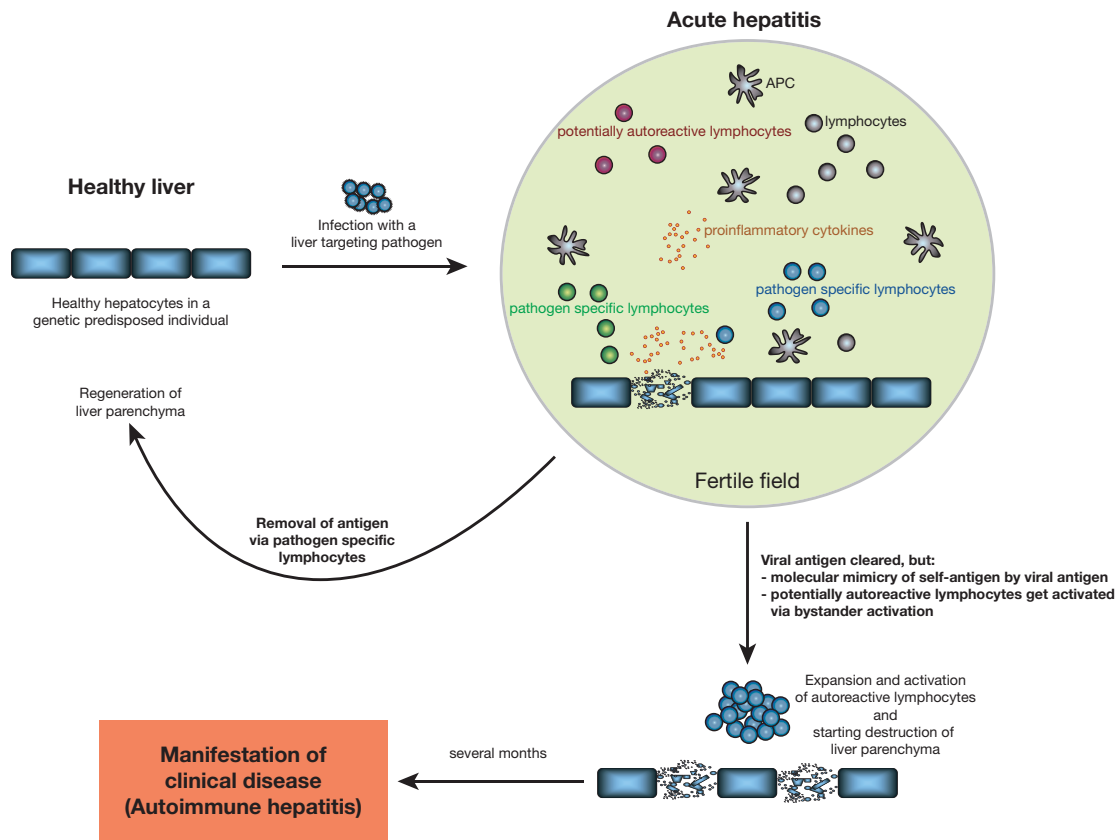 Acute hepatitis
APC
potentially autoreactive lymphocytes
lymphocytes
Healthy liver
Infection with a
liver targeting pathogen
proinflammatory cytokines
Healthy hepatocytes in a
genetic predisposed individual
pathogen specific lymphocytes
pathogen specific lymphocytes
Regeneration of
liver parenchyma
Fertile field
Removal of antigen
via pathogen specific
lymphocytes
Viral antigen cleared, but:
- molecular mimicry of self-antigen by viral antigen
- potentially autoreactive lymphocytes get activated
via bystander activation
Expansion and activation
of autoreactive lymphocytes
and
starting destruction of
liver parenchyma
several months
Manifestation of
clinical disease
(Autoimmune hepatitis)